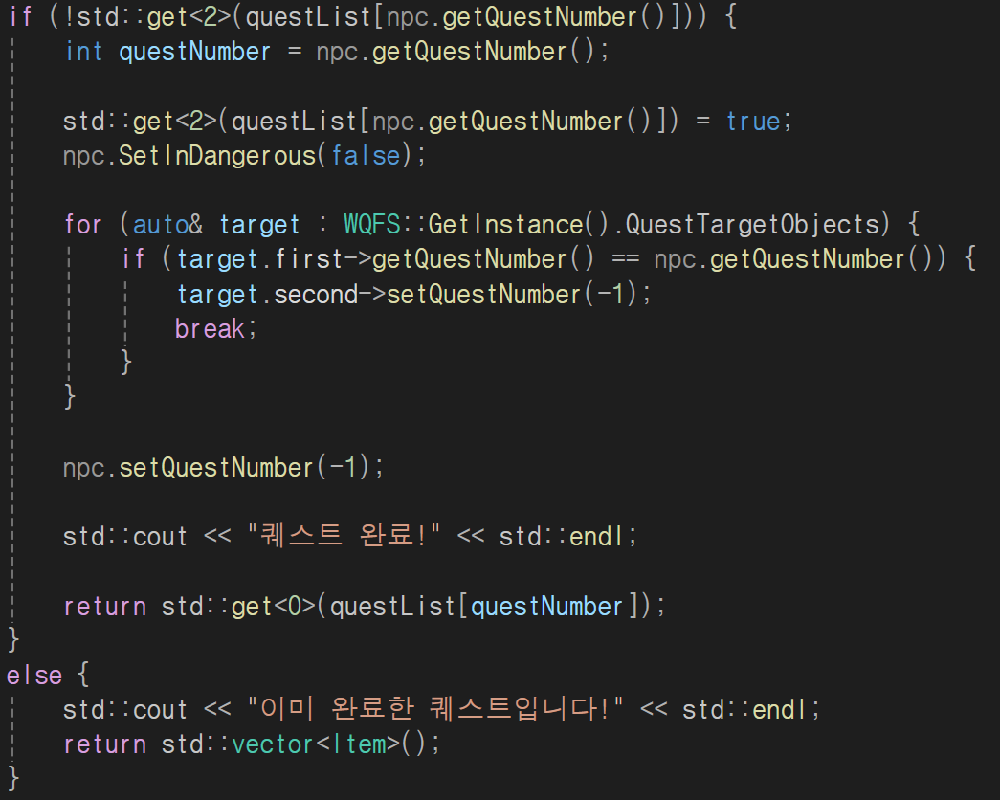 if (!std::get<2>(questList[npc.getQuestNumber()])) {
    int questNumber = npc.getQuestNumber();
    std::get<2>(questList[npc.getQuestNumber()]) = true;
    npc.SetInDangerous(false);
    for (auto& target : WQFS::GetInstance().QuestTargetObjects) {
        if (target.first->getQuestNumber() == npc.getQuestNumber()) {
            target.second->setQuestNumber(-1);
            break;
        }
    }
    npc.setQuestNumber(-1);
    std::cout << "퀘스트 완료!" << std::endl;
    return std::get<0>(questList[questNumber]);
}
else {
    std::cout << "이미 완료한 퀘스트입니다!" << std::endl;
    return std::vector<Item>();
}